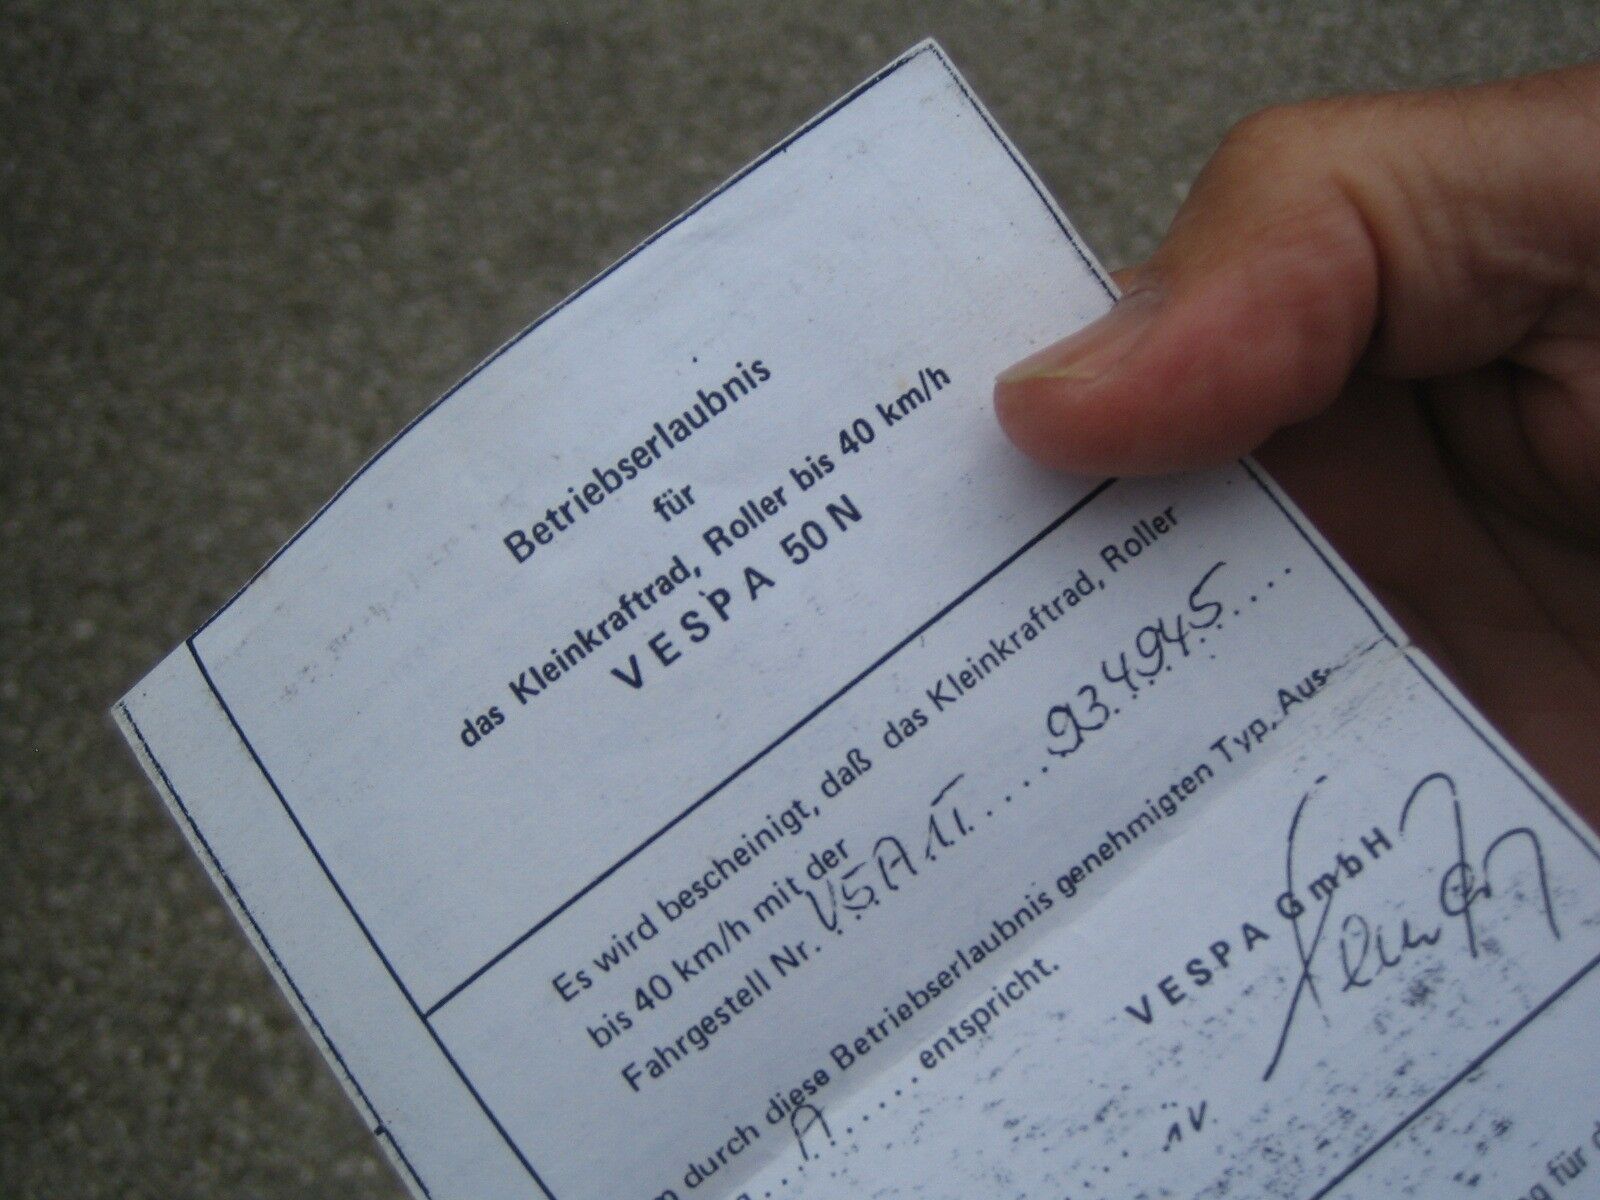 Betriebserlaubnis
für
das Kleinkraftrad, Roller bis 40 km/h
VESPA 50 N
Es wird bescheinigt, daß das Kleinkraftrad, Roller
bis 40 km/h mit der
Fahrgestell Nr. V5A1T.....934945....
durch diese Betriebserlaubnis genehmigten Typ, Aus-
...A..... entspricht.
VESPA GmbH
i.V.
für